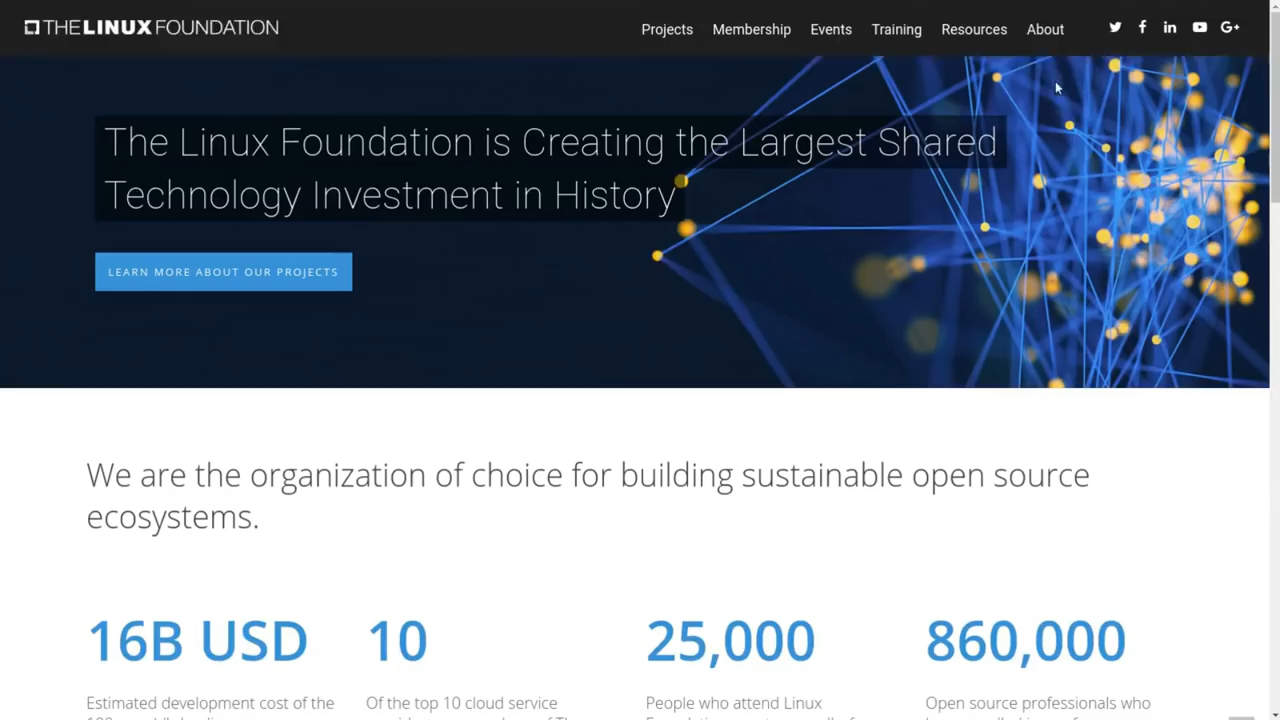 THE LINUX FOUNDATION
Projects Membership Events Training Resources About
The Linux Foundation is Creating the Largest Shared
Technology Investment in History
LEARN MORE ABOUT OUR PROJECTS
We are the organization of choice for building sustainable open source
ecosystems.
16B USD 10 25,000 860,000
Estimated development cost of the Of the top 10 cloud service People who attend Linux Open source professionals who